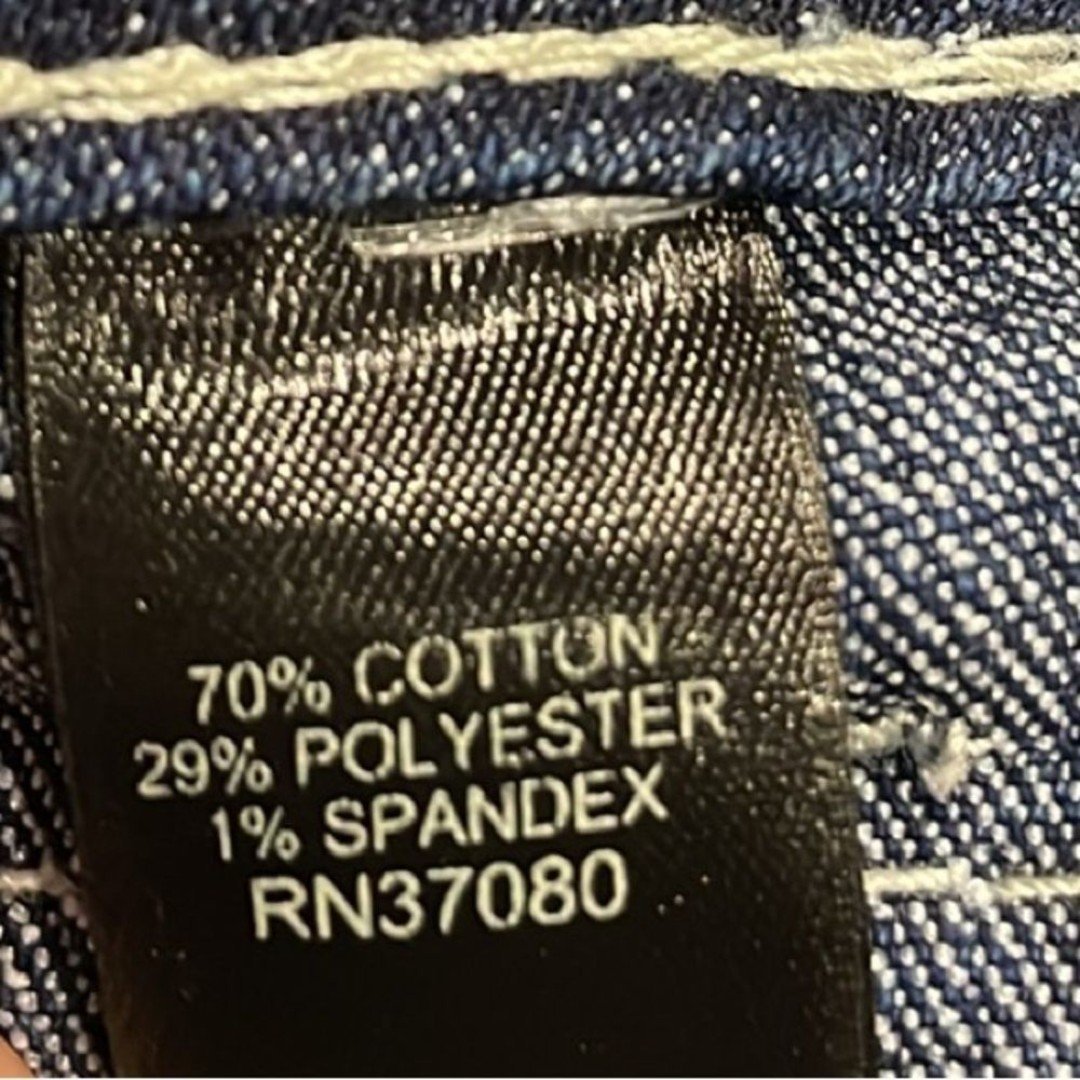 70% COTTON
29% POLYESTER
1% SPANDEX
RN37080